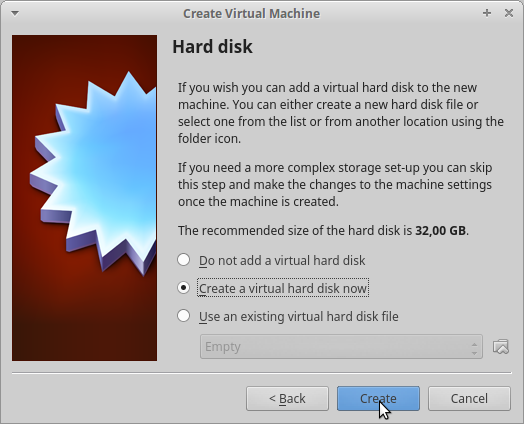 Create Virtual Machine
Hard disk
If you wish you can add a virtual hard disk to the new
machine. You can either create a new hard disk file or
select one from the list or from another location using the
folder icon.
If you need a more complex storage set-up you can skip
this step and make the changes to the machine settings
once the machine is created.
The recommended size of the hard disk is 32,00 GB.
Do not add a virtual hard disk
Create a virtual hard disk now
Use an existing virtual hard disk file
Empty
< Back
Create
Cancel